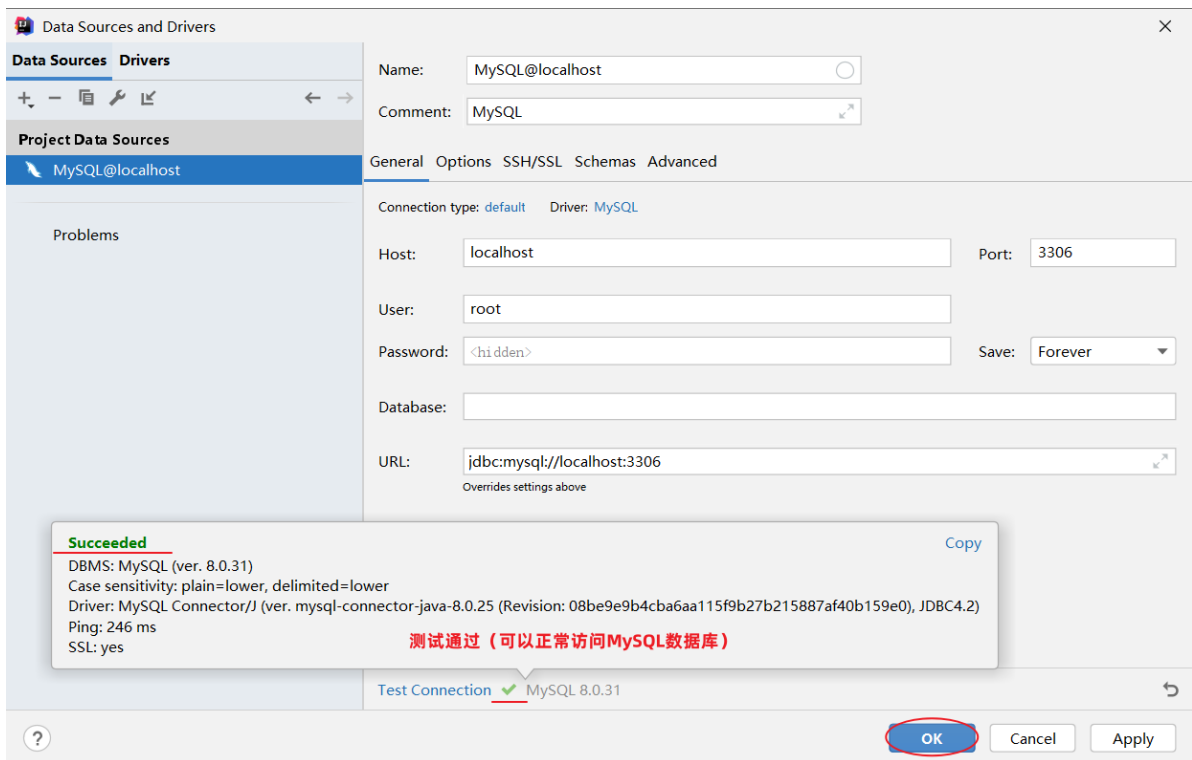 Data Sources and Drivers
Data Sources Drivers
Project Data Sources
MySQL@localhost
Problems
Name: MySQL@localhost
Comment: MySQL
General Options SSH/SSL Schemas Advanced
Connection type: default Driver: MySQL
Host: localhost Port: 3306
User: root
Password: <hidden> Save: Forever
Database:
URL: jdbc:mysql://localhost:3306
Overrides settings above
Succeeded Copy
DBMS: MySQL (ver. 8.0.31)
Case sensitivity: plain=lower, delimited=lower
Driver: MySQL Connector/J (ver. mysql-connector-java-8.0.25 (Revision: 08be9e9b4cba6aa115f9b27b215887af40b159e0), JDBC4.2)
Ping: 246 ms
SSL: yes
测试通过（可以正常访问MySQL数据库）
Test Connection MySQL 8.0.31
? OK Cancel Apply